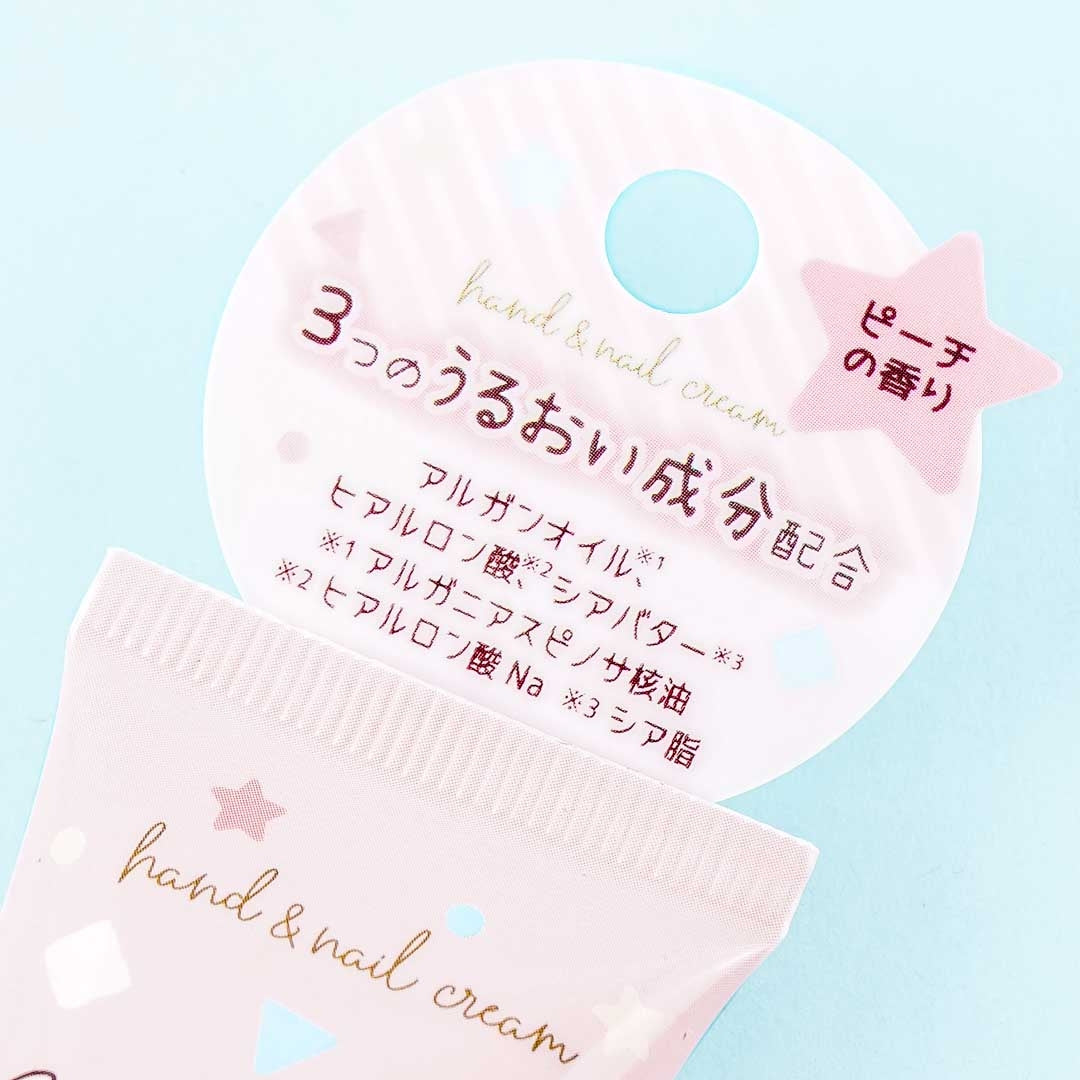 hand & nail cream
3つのうるおい成分配合
ピーチ
の香り
アルガンオイル※1、
ヒアルロン酸※2、シアバター※3
※1 アルガニアスピノサ核油
※2 ヒアルロン酸 Na ※3 シア脂
hand & nail cream